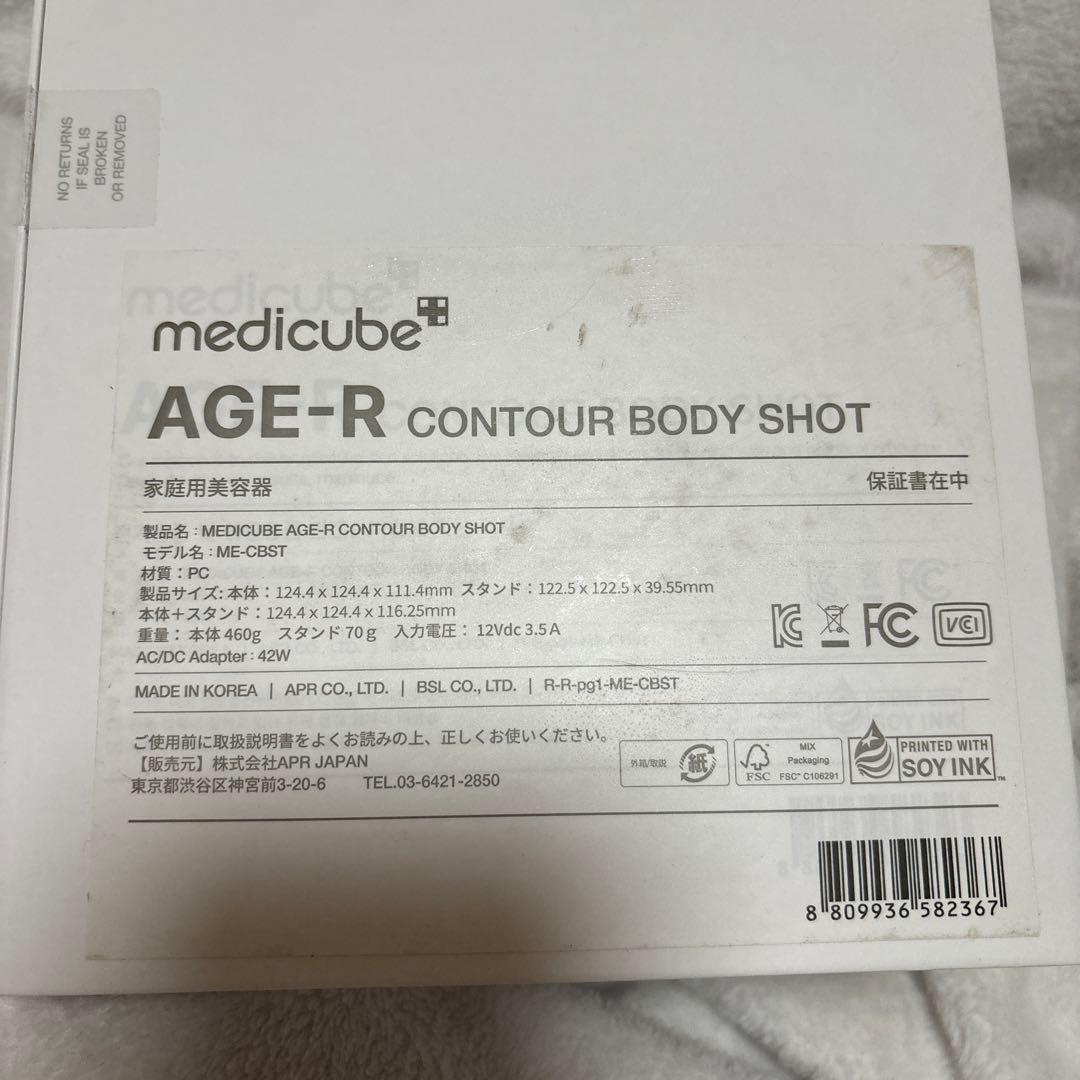 NO RETURNS
IF SEAL IS
BROKEN
OR REMOVED
medicube
AGE-R CONTOUR BODY SHOT
家庭用美容器 保証書在中
製品名 : MEDICUBE AGE-R CONTOUR BODY SHOT
モデル名 : ME-CBST
材質 : PC
製品サイズ: 本体 : 124.4 x 124.4 x 111.4mm スタンド : 122.5 x 122.5 x 39.55mm
本体+スタンド : 124.4 x 124.4 x 116.25mm
重量 : 本体 460g スタンド 70g 入力電圧 : 12Vdc 3.5A
AC/DC Adapter : 42W
FC
VCI
MADE IN KOREA | APR CO., LTD. | BSL CO., LTD. | R-R-pg1-ME-CBST
ご使用前に取扱説明書をよくお読みの上、正しくお使いください。
【販売元】株式会社APR JAPAN
東京都渋谷区神宮前3-20-6 TEL.03-6421-2850
外箱/取説
紙
FSC
MIX
Packaging
FSC™ C106291
PRINTED WITH
SOY INK™
8 809936 582367